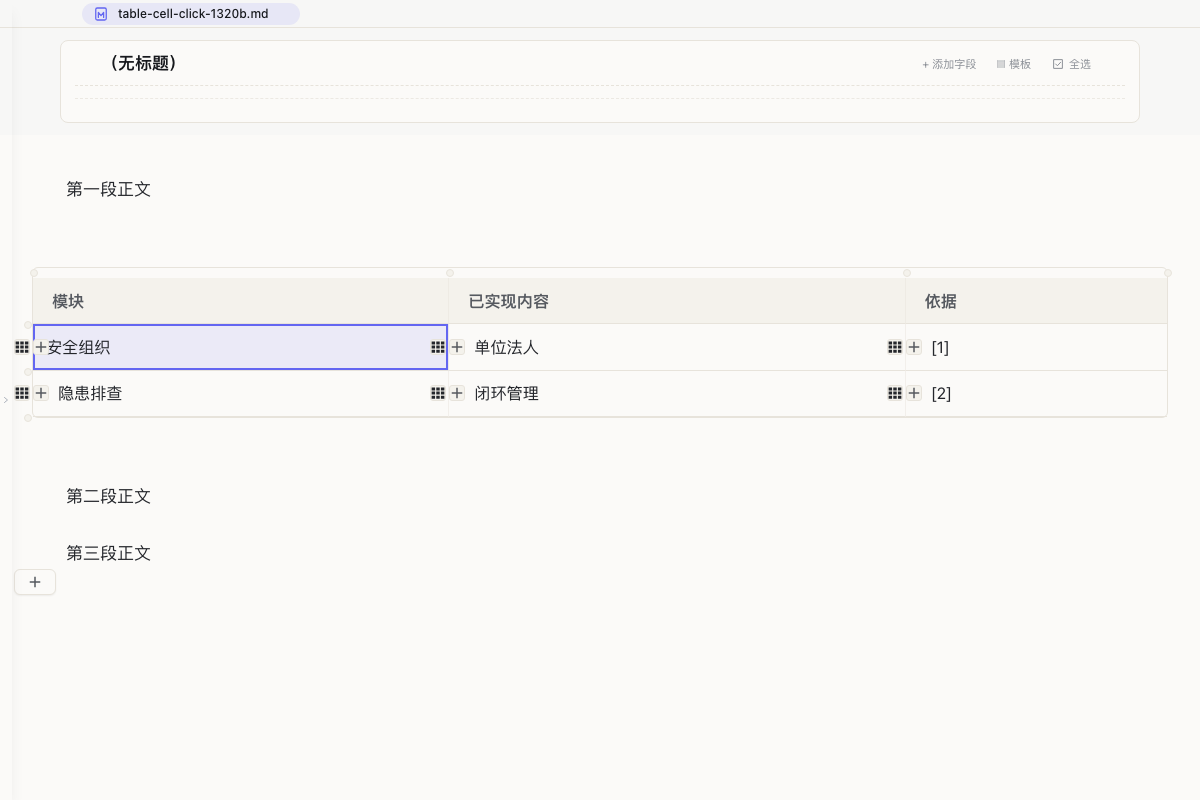 table-cell-click-1320b.md
(无标题)
+ 添加字段 模板 全选
第一段正文
模块 已实现内容 依据
安全组织 单位法人 [1]
隐患排查 闭环管理 [2]
第二段正文
第三段正文
+